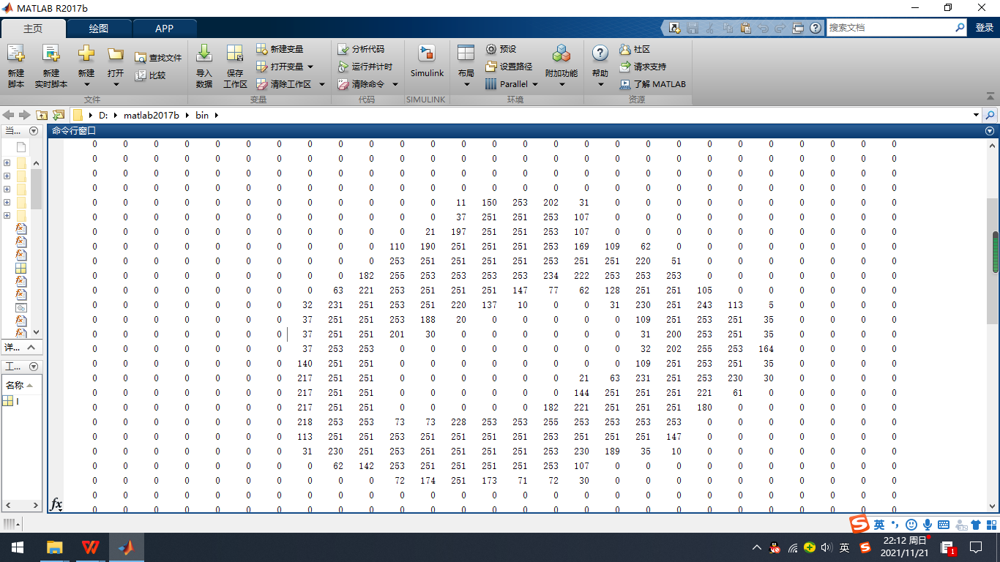 MATLAB R2017b
主页 绘图 APP
搜索文档 登录
新建脚本 新建实时脚本 新建 打开 查找文件 比较 导入数据 保存工作区 新建变量 打开变量 清除工作区 分析代码 运行并计时 清除命令 Simulink 布局 预设 设置路径 Parallel 附加功能 帮助 社区 请求支持 了解 MATLAB
文件 变量 代码 SIMULINK 环境 资源
D: matlab2017b bin
当... 命令行窗口
0 0 0 0 0 0 0 0 0 0 0 0 0 0 0 0 0 0 0 0 0 0 0 0 0 0 0
0 0 0 0 0 0 0 0 0 0 0 0 0 0 0 0 0 0 0 0 0 0 0 0 0 0 0
0 0 0 0 0 0 0 0 0 0 0 0 0 0 0 0 0 0 0 0 0 0 0 0 0 0 0
0 0 0 0 0 0 0 0 0 0 0 0 0 0 0 0 0 0 0 0 0 0 0 0 0 0 0
0 0 0 0 0 0 0 0 0 0 0 0 11 150 253 202 31 0 0 0 0 0 0 0 0 0 0
0 0 0 0 0 0 0 0 0 0 0 0 37 251 251 253 107 0 0 0 0 0 0 0 0 0 0
0 0 0 0 0 0 0 0 0 0 0 21 197 251 251 253 107 0 0 0 0 0 0 0 0 0 0
0 0 0 0 0 0 0 0 0 0 110 190 251 251 251 253 169 109 62 0 0 0 0 0 0 0 0
0 0 0 0 0 0 0 0 0 0 253 251 251 251 251 253 251 251 220 51 0 0 0 0 0 0 0
0 0 0 0 0 0 0 0 0 182 255 253 253 253 253 234 222 253 253 253 0 0 0 0 0 0 0
0 0 0 0 0 0 0 0 63 221 253 251 251 251 147 77 62 128 251 251 105 0 0 0 0 0 0
0 0 0 0 0 0 0 32 231 251 253 251 220 137 10 0 0 31 230 251 243 113 5 0 0 0 0
0 0 0 0 0 0 0 37 251 251 253 188 20 0 0 0 0 0 109 251 253 251 35 0 0 0 0
0 0 0 0 0 0 0 37 251 251 201 30 0 0 0 0 0 0 31 200 253 251 35 0 0 0 0
0 0 0 0 0 0 0 37 253 253 0 0 0 0 0 0 0 0 32 202 255 253 164 0 0 0 0
0 0 0 0 0 0 0 140 251 251 0 0 0 0 0 0 0 0 109 251 253 251 35 0 0 0 0
0 0 0 0 0 0 0 217 251 251 0 0 0 0 0 0 21 63 231 251 253 230 30 0 0 0 0
0 0 0 0 0 0 0 217 251 251 0 0 0 0 0 0 144 251 251 251 221 61 0 0 0 0 0
0 0 0 0 0 0 0 217 251 251 0 0 0 0 0 182 221 251 251 251 180 0 0 0 0 0 0
0 0 0 0 0 0 0 218 253 253 73 73 228 253 253 255 253 253 253 253 0 0 0 0 0 0 0
0 0 0 0 0 0 0 113 251 251 253 251 251 251 251 253 251 251 251 147 0 0 0 0 0 0 0
0 0 0 0 0 0 0 31 230 251 253 251 251 251 251 253 230 189 35 10 0 0 0 0 0 0 0
0 0 0 0 0 0 0 0 62 142 253 251 251 251 251 253 107 0 0 0 0 0 0 0 0 0 0
0 0 0 0 0 0 0 0 0 0 72 174 251 173 71 72 30 0 0 0 0 0 0 0 0 0 0
0 0 0 0 0 0 0 0 0 0 0 0 0 0 0 0 0 0 0 0 0 0 0 0 0 0 0
0 0 0 0 0 0 0 0 0 0 0 0 0 0 0 0 0 0 0 0 0 0 0 0 0 0 0
详...
工...
名称
I
fx
英
英 22:12 周日
2021/11/21
1